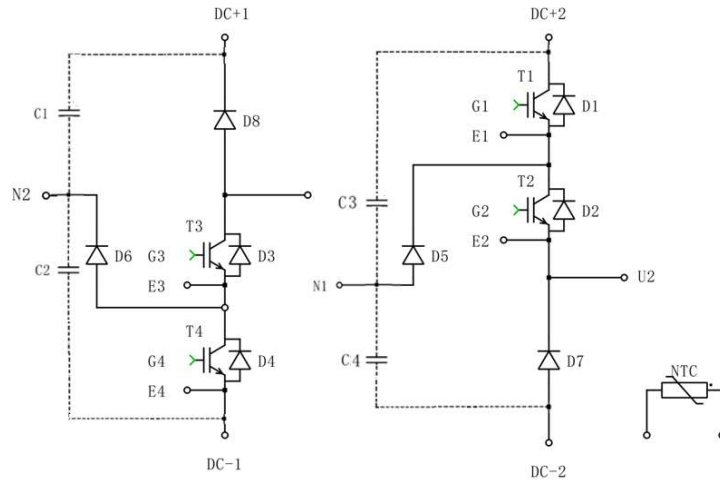 DC+1
C1
D8
N2
T3
D6
G3
D3
C2
E3
T4
G4
D4
E4
DC-1
DC+2
T1
G1
D1
E1
T2
C3
G2
D2
E2
D5
U2
N1
C4
D7
DC-2
NTC